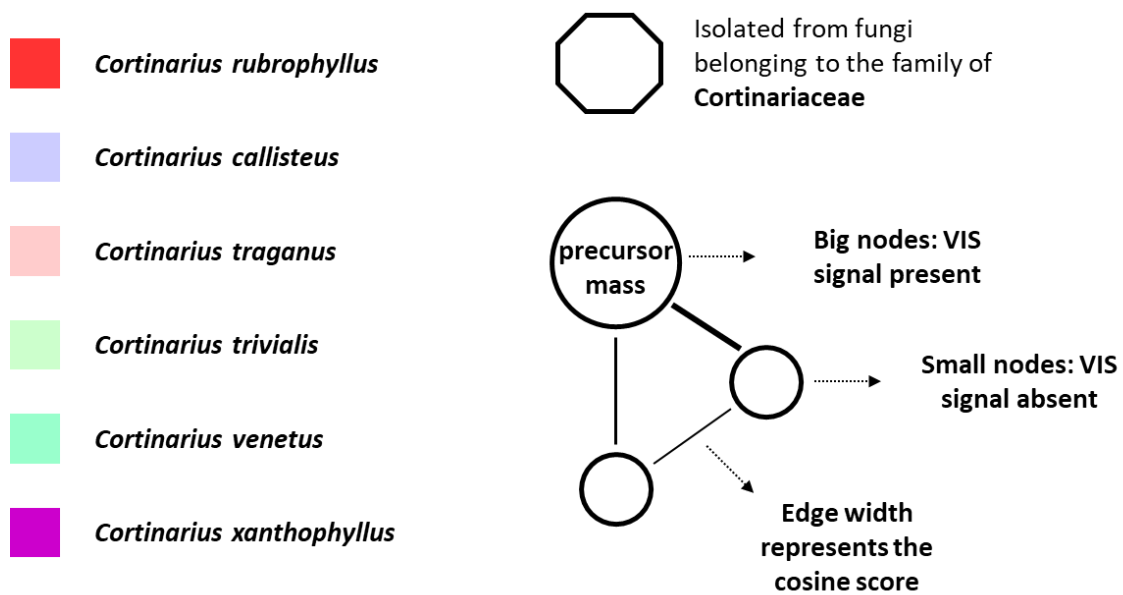 Cortinarius rubrophyllus
Cortinarius callisteus
Cortinarius traganus
Cortinarius trivialis
Cortinarius venetus
Cortinarius xanthophyllus
Isolated from fungi
belonging to the family of
Cortinariaceae
precursor
mass
Big nodes: VIS
signal present
Small nodes: VIS
signal absent
Edge width
represents the
cosine score